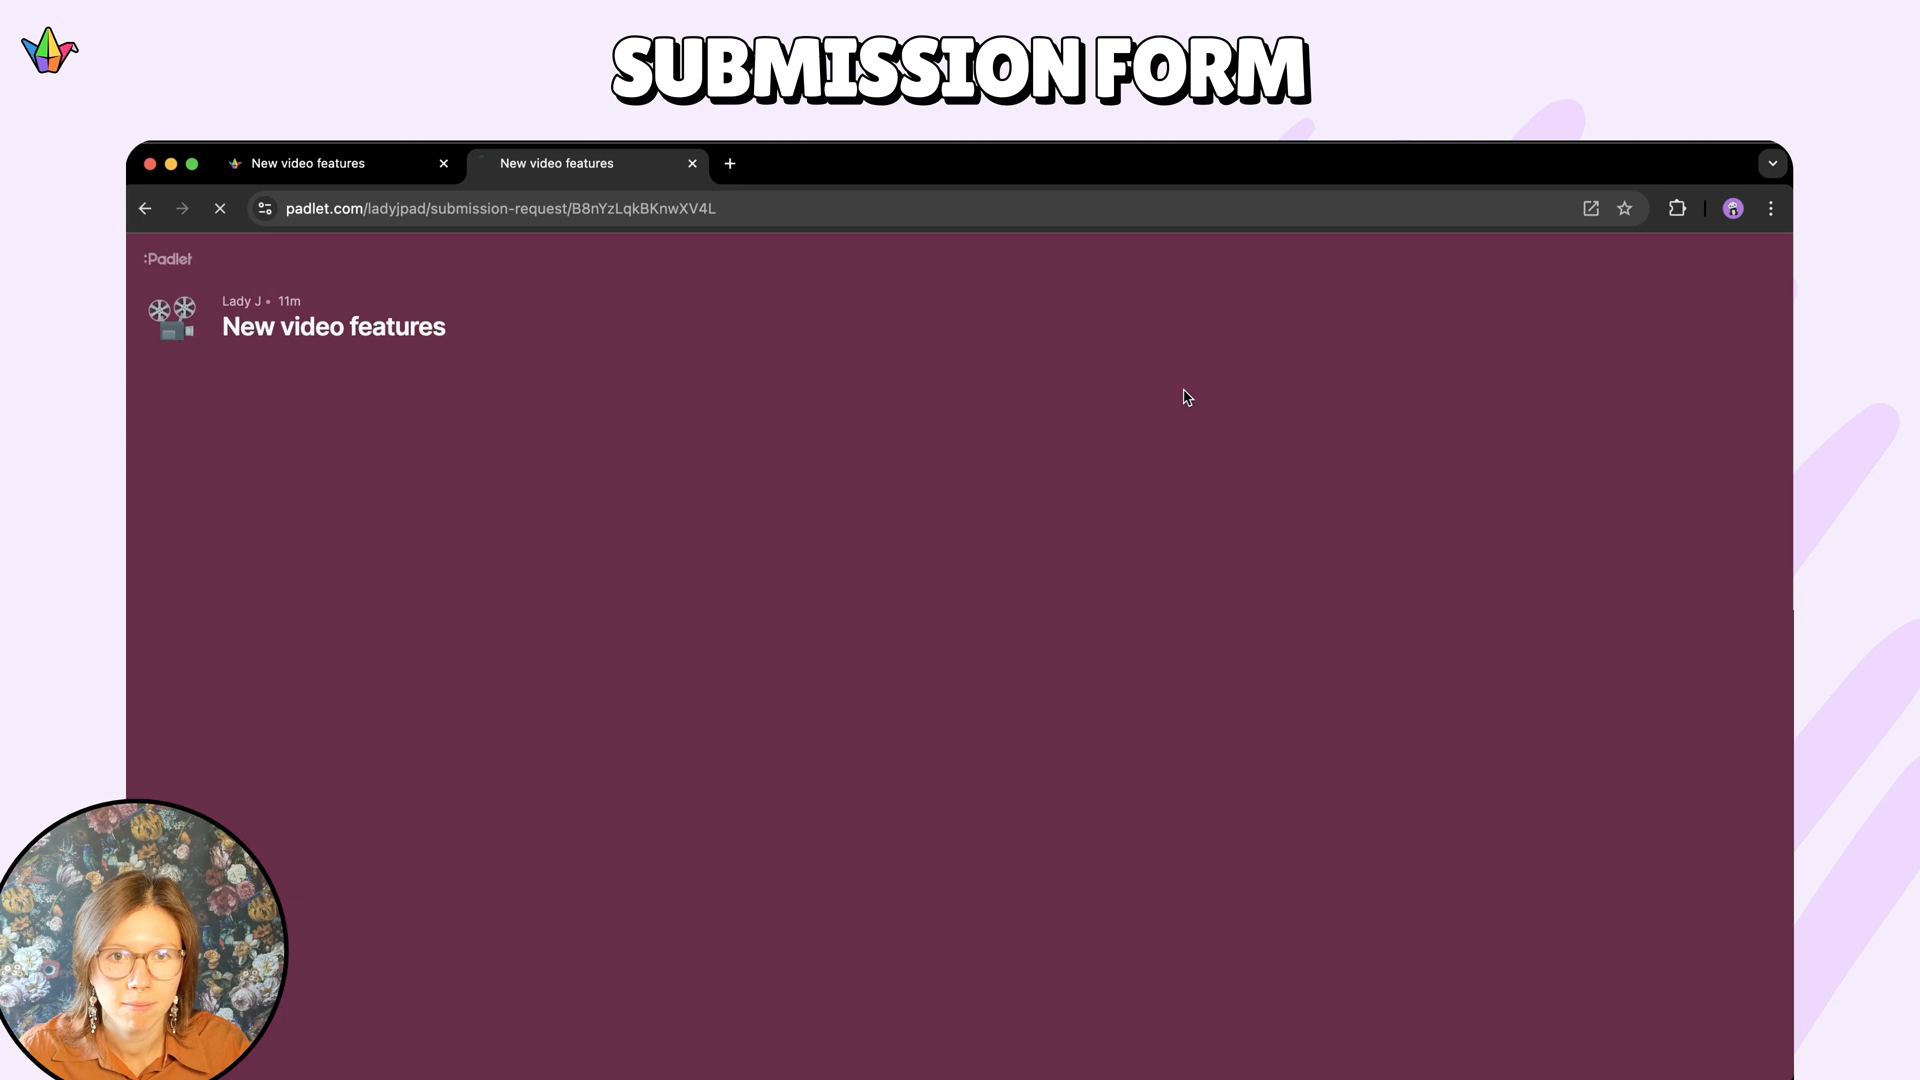 SUBMISSION FORM
New video features
New video features
padlet.com/ladyjpad/submission-request/B8nYzLqkBKnwXV4L
:Padlet
Lady J • 11m
New video features